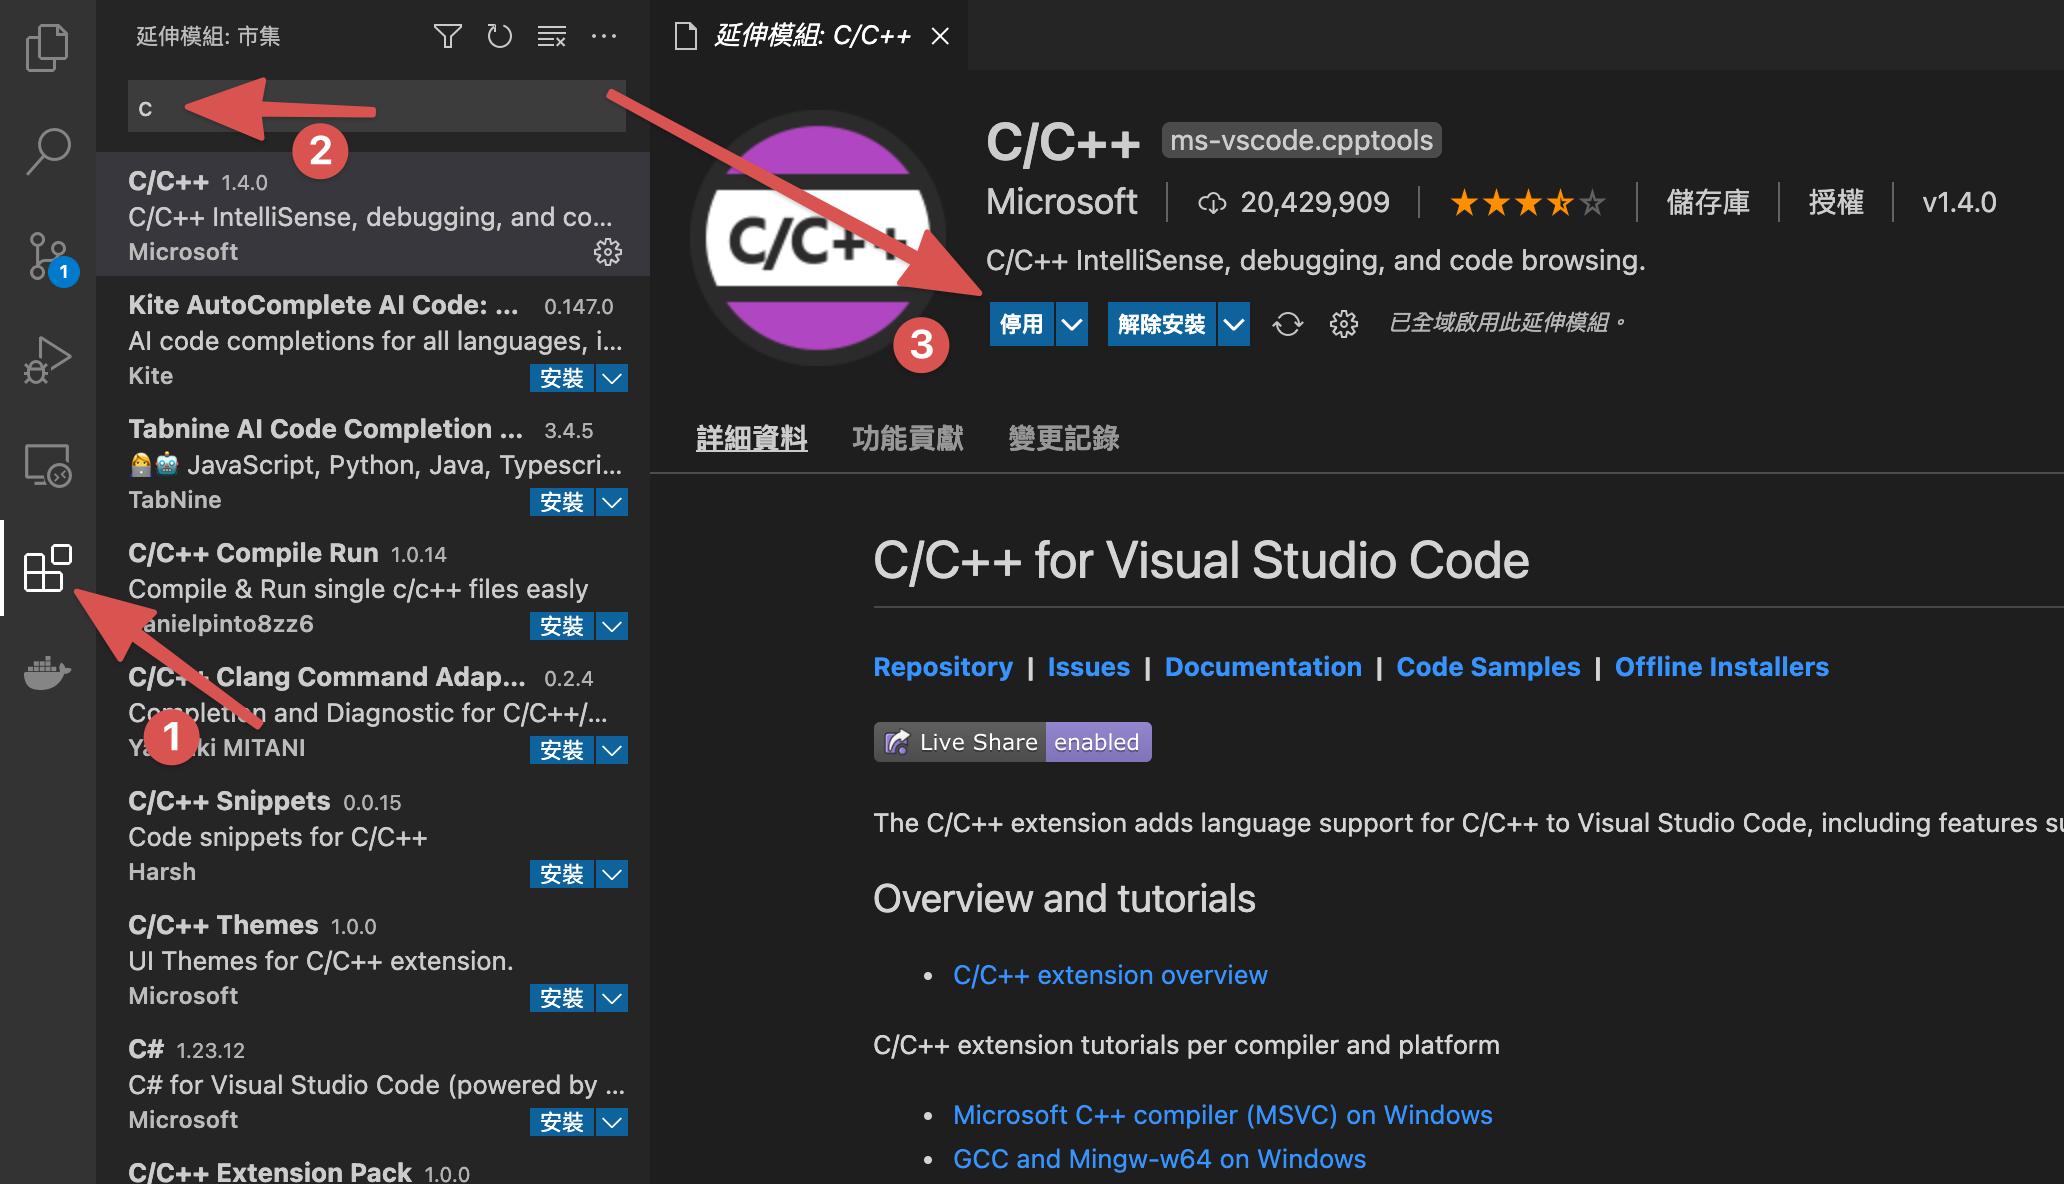 延伸模組: 市集
c
2
C/C++ 1.4.0
C/C++ IntelliSense, debugging, and co...
Microsoft
Kite AutoComplete AI Code: ... 0.147.0
AI code completions for all languages, i...
Kite
安裝
Tabnine AI Code Completion ... 3.4.5
JavaScript, Python, Java, Typescri...
TabNine
安裝
C/C++ Compile Run 1.0.14
Compile & Run single c/c++ files easly
anielpinto8zz6
安裝
C/C++ Clang Command Adap... 0.2.4
Completion and Diagnostic for C/C++/...
MITANI
安裝
1
C/C++ Snippets 0.0.15
Code snippets for C/C++
Harsh
安裝
C/C++ Themes 1.0.0
UI Themes for C/C++ extension.
Microsoft
安裝
C# 1.23.12
C# for Visual Studio Code (powered by ...
Microsoft
安裝
C/C++ Extension Pack 1.0.0
1
延伸模組: C/C++
C/C++
C/C++ ms-vscode.cpptools
Microsoft 20,429,909 儲存庫 授權 v1.4.0
C/C++ IntelliSense, debugging, and code browsing.
停用 解除安裝 已全域啟用此延伸模組。
3
詳細資料 功能貢獻 變更記錄
C/C++ for Visual Studio Code
Repository | Issues | Documentation | Code Samples | Offline Installers
Live Share enabled
The C/C++ extension adds language support for C/C++ to Visual Studio Code, including features su
Overview and tutorials
• C/C++ extension overview
C/C++ extension tutorials per compiler and platform
• Microsoft C++ compiler (MSVC) on Windows
• GCC and Mingw-w64 on Windows